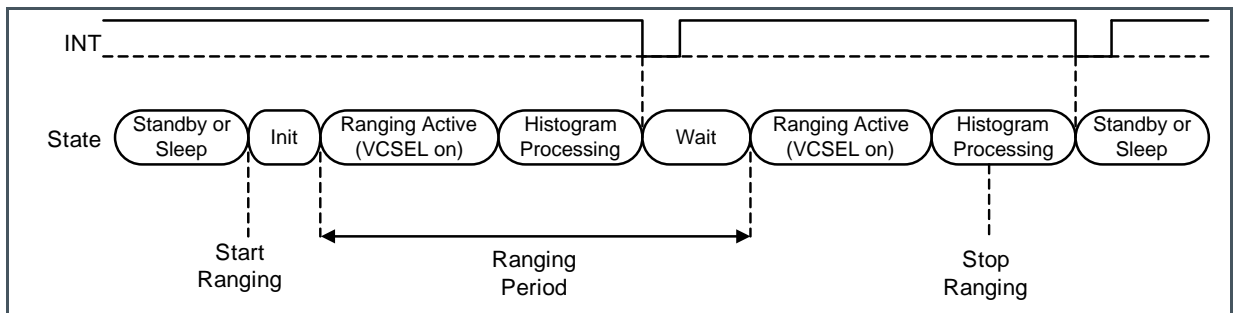 INT
State
Standby or
Sleep
Init
Ranging Active
(VCSEL on)
Histogram
Processing
Wait
Ranging Active
(VCSEL on)
Histogram
Processing
Standby or
Sleep
Start
Ranging
Ranging
Period
Stop
Ranging